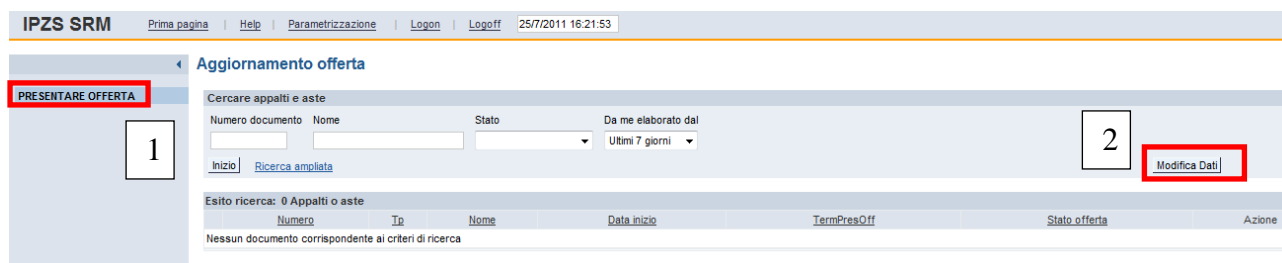 IPZS SRM Prima pagina | Help | Parametrizzazione | Logon | Logoff 25/7/2011 16:21:53
Aggiornamento offerta
PRESENTARE OFFERTA
Cercare appalti e aste
Numero documento Nome Stato Da me elaborato dal
Ultimi 7 giorni
1
2
Inizio Ricerca ampliata Modifica Dati
Esito ricerca: 0 Appalti o aste
Numero Tp Nome Data inizio TermPresOff Stato offerta Azione
Nessun documento corrispondente ai criteri di ricerca